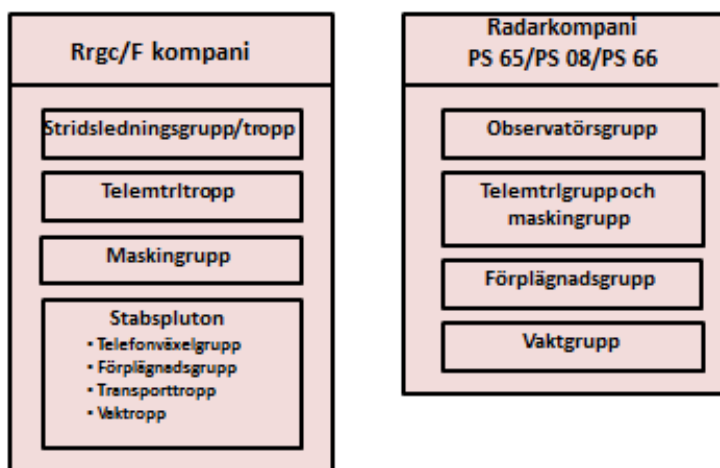 Rrgc/F kompani
Stridsledningsgrupp/tropp
Telemtrltropp
Maskingrupp
Stabspluton
• Telefonväxelgrupp
• Förplägnadsgrupp
• Transporttropp
• Vaktropp
Radarkompani
PS 65/PS 08/PS 66
Observatörsgrupp
Telemtrlgrupp och
maskingrupp
Förplägnadsgrupp
Vaktgrupp